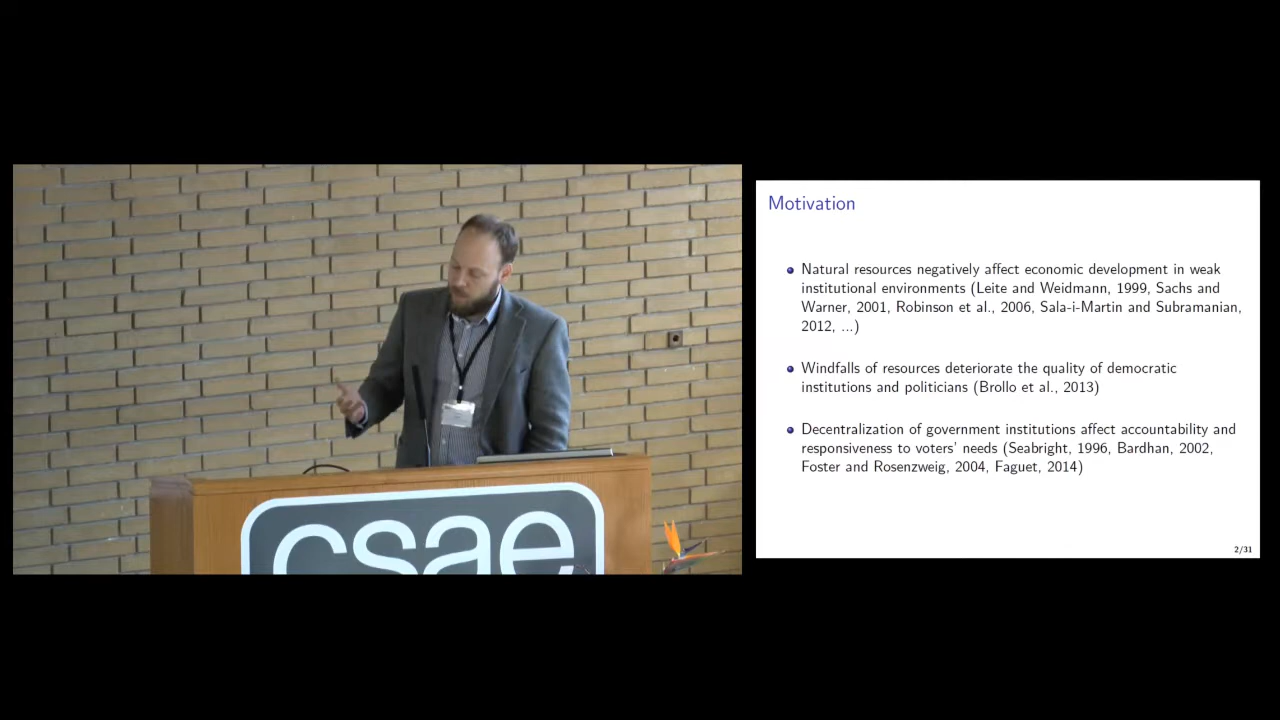 csae
Motivation
Natural resources negatively affect economic development in weak
institutional environments (Leite and Weidmann, 1999, Sachs and
Warner, 2001, Robinson et al., 2006, Sala-i-Martin and Subramanian,
2012, ...)
Windfalls of resources deteriorate the quality of democratic
institutions and politicians (Brollo et al., 2013)
Decentralization of government institutions affect accountability and
responsiveness to voters' needs (Seabright, 1996, Bardhan, 2002,
Foster and Rosenzweig, 2004, Faguet, 2014)
2/31